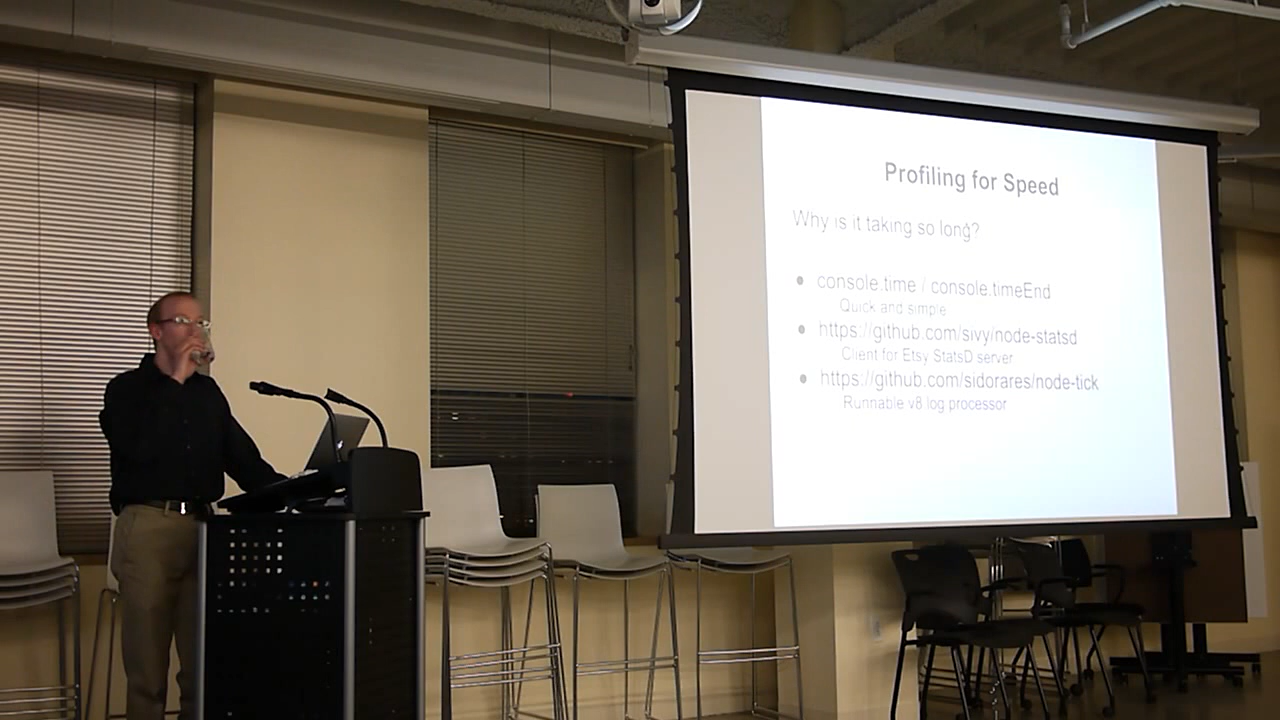 Profiling for Speed
Why is it taking so long?
console.time / console.timeEnd
Quick and simple
https://github.com/sivy/node-statsd
Client for Etsy StatsD server
https://github.com/sidorares/node-tick
Runnable v8.log processor